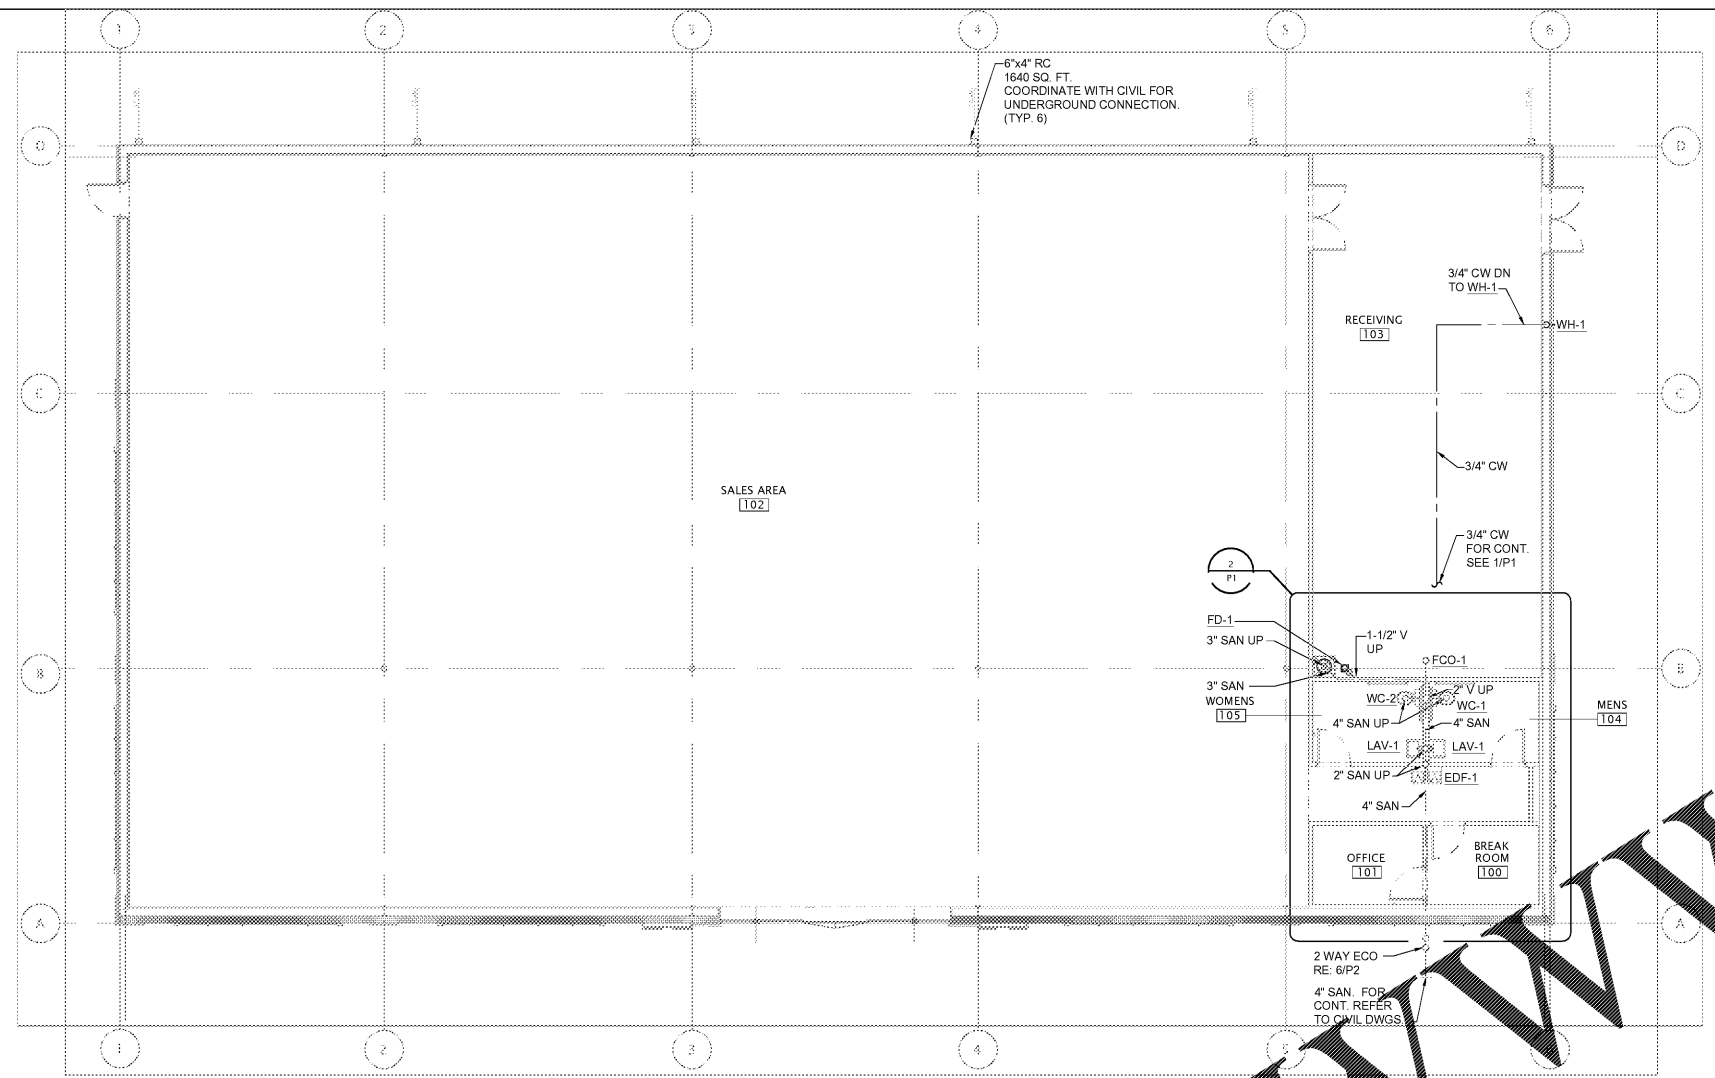 1
2
3
4
5
6
6"x4" RC
1640 SQ. FT.
COORDINATE WITH CIVIL FOR
UNDERGROUND CONNECTION.
(TYP. 6)
D
3/4" CW DN
TO WH-1
WH-1
RECEIVING
103
C
C
3/4" CW
SALES AREA
102
3/4" CW
FOR CONT.
SEE 1/P1
2
P1
FD-1
3" SAN UP
1-1/2" V
UP
FCO-1
B
B
3" SAN
WOMENS
105
WC-2
2" V UP
WC-1
MENS
104
4" SAN UP
4" SAN
LAV-1
LAV-1
2" SAN UP
EDF-1
4" SAN
OFFICE
101
BREAK
ROOM
100
A
A
2 WAY ECO
RE: 6/P2
4" SAN. FOR
CONT. REFER
TO CIVIL DWGS.
1
2
3
4
5